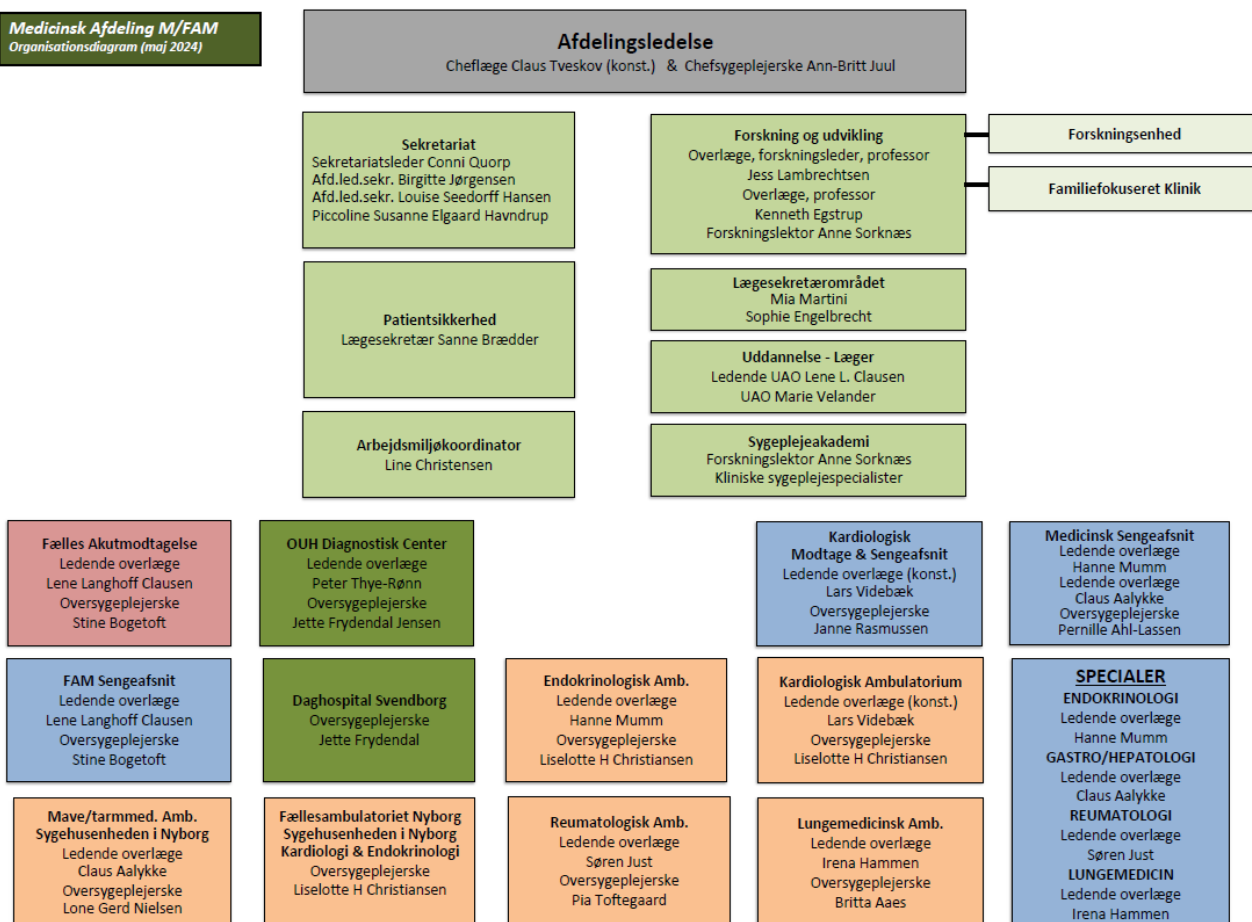 Medicinsk Afdeling M/FAM
Organisationsdiagram (maj 2024)
Afdelingsledelse
Cheflæge Claus Tveskov (konst.) & Chefsygeplejerske Ann-Britt Juul
Sekretariat
Sekretariatsleder Conni Quorp
Afd.led.sekr. Birgitte Jørgensen
Afd.led.sekr. Louise Seedorff Hansen
Piccoline Susanne Elgaard Havndrup
Forskning og udvikling
Overlæge, forskningsleder, professor
Jess Lambrechtsen
Overlæge, professor
Kenneth Egstrup
Forskningslektor Anne Sorknæs
Forskningsenhed
Familiefokuseret Klinik
Patientsikkerhed
Lægesekretær Sanne Brædder
Lægesekretærområdet
Mia Martini
Sophie Engelbrecht
Uddannelse - Læger
Ledende UAO Lene L. Clausen
UAO Marie Velander
Arbejdsmiljøkoordinator
Line Christensen
Sygeplejeakademi
Forskningslektor Anne Sorknæs
Kliniske sygeplejespecialister
Fælles Akutmodtagelse
Ledende overlæge
Lene Langhoff Clausen
Oversygeplejerske
Stine Bogetoft
OUH Diagnostisk Center
Ledende overlæge
Peter Thye-Rønn
Oversygeplejerske
Jette Frydendal Jensen
Kardiologisk
Modtage & Sengeafsnit
Ledende overlæge (konst.)
Lars Videbæk
Oversygeplejerske
Janne Rasmussen
Medicinsk Sengeafsnit
Ledende overlæge
Hanne Mumm
Ledende overlæge
Claus Aalykke
Oversygeplejerske
Pernille Ahl-Lassen
FAM Sengeafsnit
Ledende overlæge
Lene Langhoff Clausen
Oversygeplejerske
Stine Bogetoft
Daghospital Svendborg
Oversygeplejerske
Jette Frydendal
Endokrinologisk Amb.
Ledende overlæge
Hanne Mumm
Oversygeplejerske
Liselotte H Christiansen
Kardiologisk Ambulatorium
Ledende overlæge (konst.)
Lars Videbæk
Oversygeplejerske
Liselotte H Christiansen
SPECIALER
ENDOKRINOLOGI
Ledende overlæge
Hanne Mumm
GASTRO/HEPATOLOGI
Ledende overlæge
Claus Aalykke
REUMATOLOGI
Ledende overlæge
Søren Just
LUNGEMEDICIN
Ledende overlæge
Irena Hammen
Mave/tarmmed. Amb.
Sygehusenheden i Nyborg
Ledende overlæge
Claus Aalykke
Oversygeplejerske
Lone Gerd Nielsen
Fællesambulatoriet Nyborg
Sygehusenheden i Nyborg
Kardiologi & Endokrinologi
Oversygeplejerske
Liselotte H Christiansen
Reumatologisk Amb.
Ledende overlæge
Søren Just
Oversygeplejerske
Pia Toftegaard
Lungemedicinsk Amb.
Ledende overlæge
Irena Hammen
Oversygeplejerske
Britta Aaes